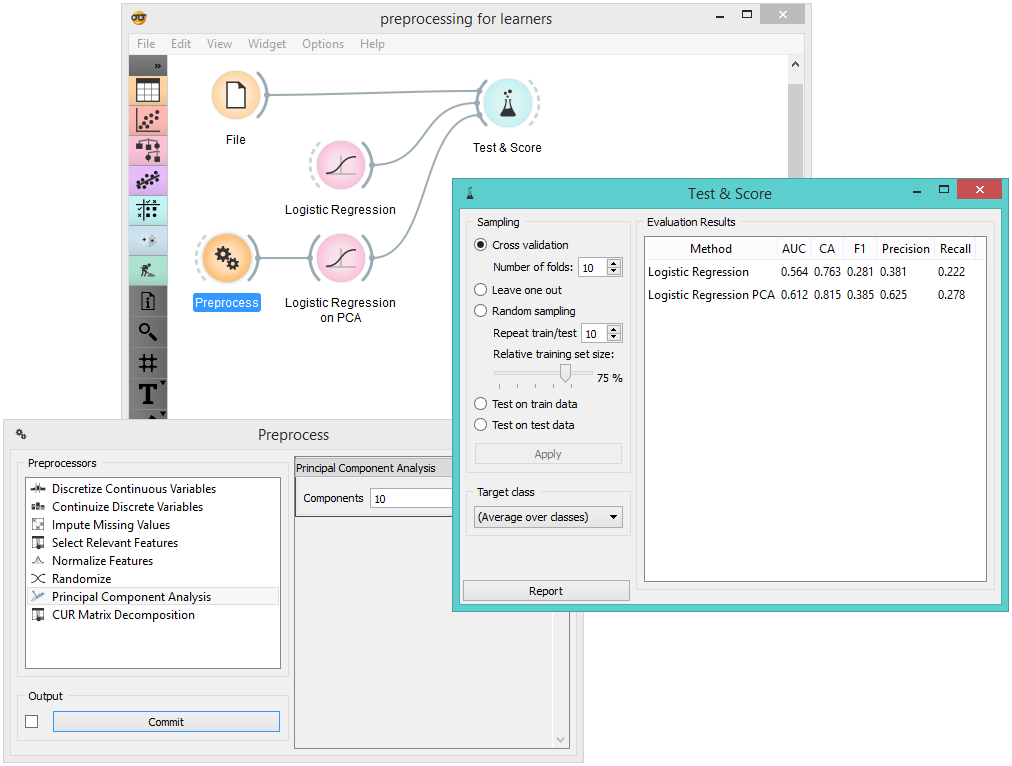 preprocessing for learners
File Edit View Widget Options Help
»
File
Test & Score
Logistic Regression
T
Preprocess
Logistic Regression
on PCA
Test & Score
Sampling
Cross validation
Number of folds: 10
Leave one out
Random sampling
Repeat train/test 10
Relative training set size:
75 %
Test on train data
Test on test data
Apply
Target class
(Average over classes)
Report
Evaluation Results
Method AUC CA F1 Precision Recall
Logistic Regression 0.564 0.763 0.281 0.381 0.222
Logistic Regression PCA 0.612 0.815 0.385 0.625 0.278
Preprocess
Preprocessors
Discretize Continuous Variables
Continuize Discrete Variables
Impute Missing Values
Select Relevant Features
Normalize Features
Randomize
Principal Component Analysis
CUR Matrix Decomposition
Output
Commit
Principal Component Analysis
Components 10